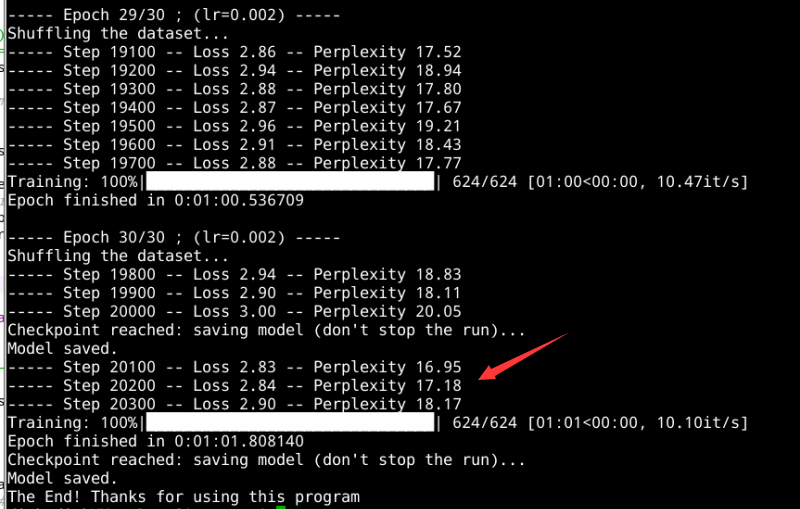 ----- Epoch 29/30 ; (lr=0.002) -----
Shuffling the dataset...
----- Step 19100 -- Loss 2.86 -- Perplexity 17.52
----- Step 19200 -- Loss 2.94 -- Perplexity 18.94
----- Step 19300 -- Loss 2.88 -- Perplexity 17.80
----- Step 19400 -- Loss 2.87 -- Perplexity 17.67
----- Step 19500 -- Loss 2.96 -- Perplexity 19.21
----- Step 19600 -- Loss 2.91 -- Perplexity 18.43
----- Step 19700 -- Loss 2.88 -- Perplexity 17.77
Training: 100%|██████████| 624/624 [01:00<00:00, 10.47it/s]
Epoch finished in 0:01:00.536709
----- Epoch 30/30 ; (lr=0.002) -----
Shuffling the dataset...
----- Step 19800 -- Loss 2.94 -- Perplexity 18.83
----- Step 19900 -- Loss 2.90 -- Perplexity 18.11
----- Step 20000 -- Loss 3.00 -- Perplexity 20.05
Checkpoint reached: saving model (don't stop the run)...
Model saved.
----- Step 20100 -- Loss 2.83 -- Perplexity 16.95
----- Step 20200 -- Loss 2.84 -- Perplexity 17.18
----- Step 20300 -- Loss 2.90 -- Perplexity 18.17
Training: 100%|██████████| 624/624 [01:01<00:00, 10.10it/s]
Epoch finished in 0:01:01.808140
Checkpoint reached: saving model (don't stop the run)...
Model saved.
The End! Thanks for using this program